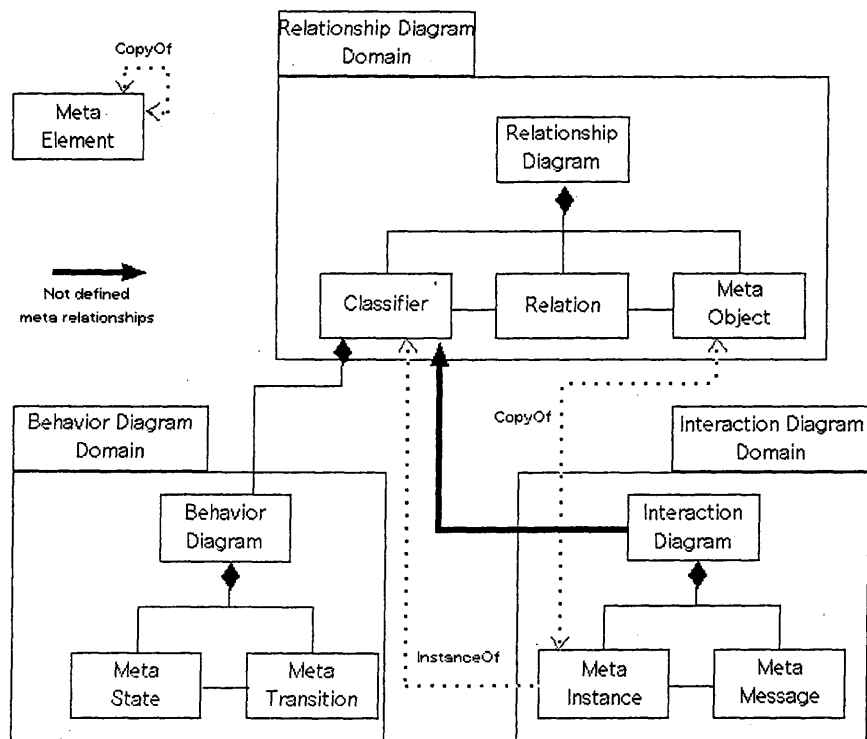 Relationship Diagram
Domain
CopyOf
Meta
Element
Relationship
Diagram
Not defined
meta relationships
Classifier
Relation
Meta
Object
CopyOf
Behavior Diagram
Domain
Interaction Diagram
Domain
Behavior
Diagram
Interaction
Diagram
InstanceOf
Meta
State
Meta
Transition
Meta
Instance
Meta
Message